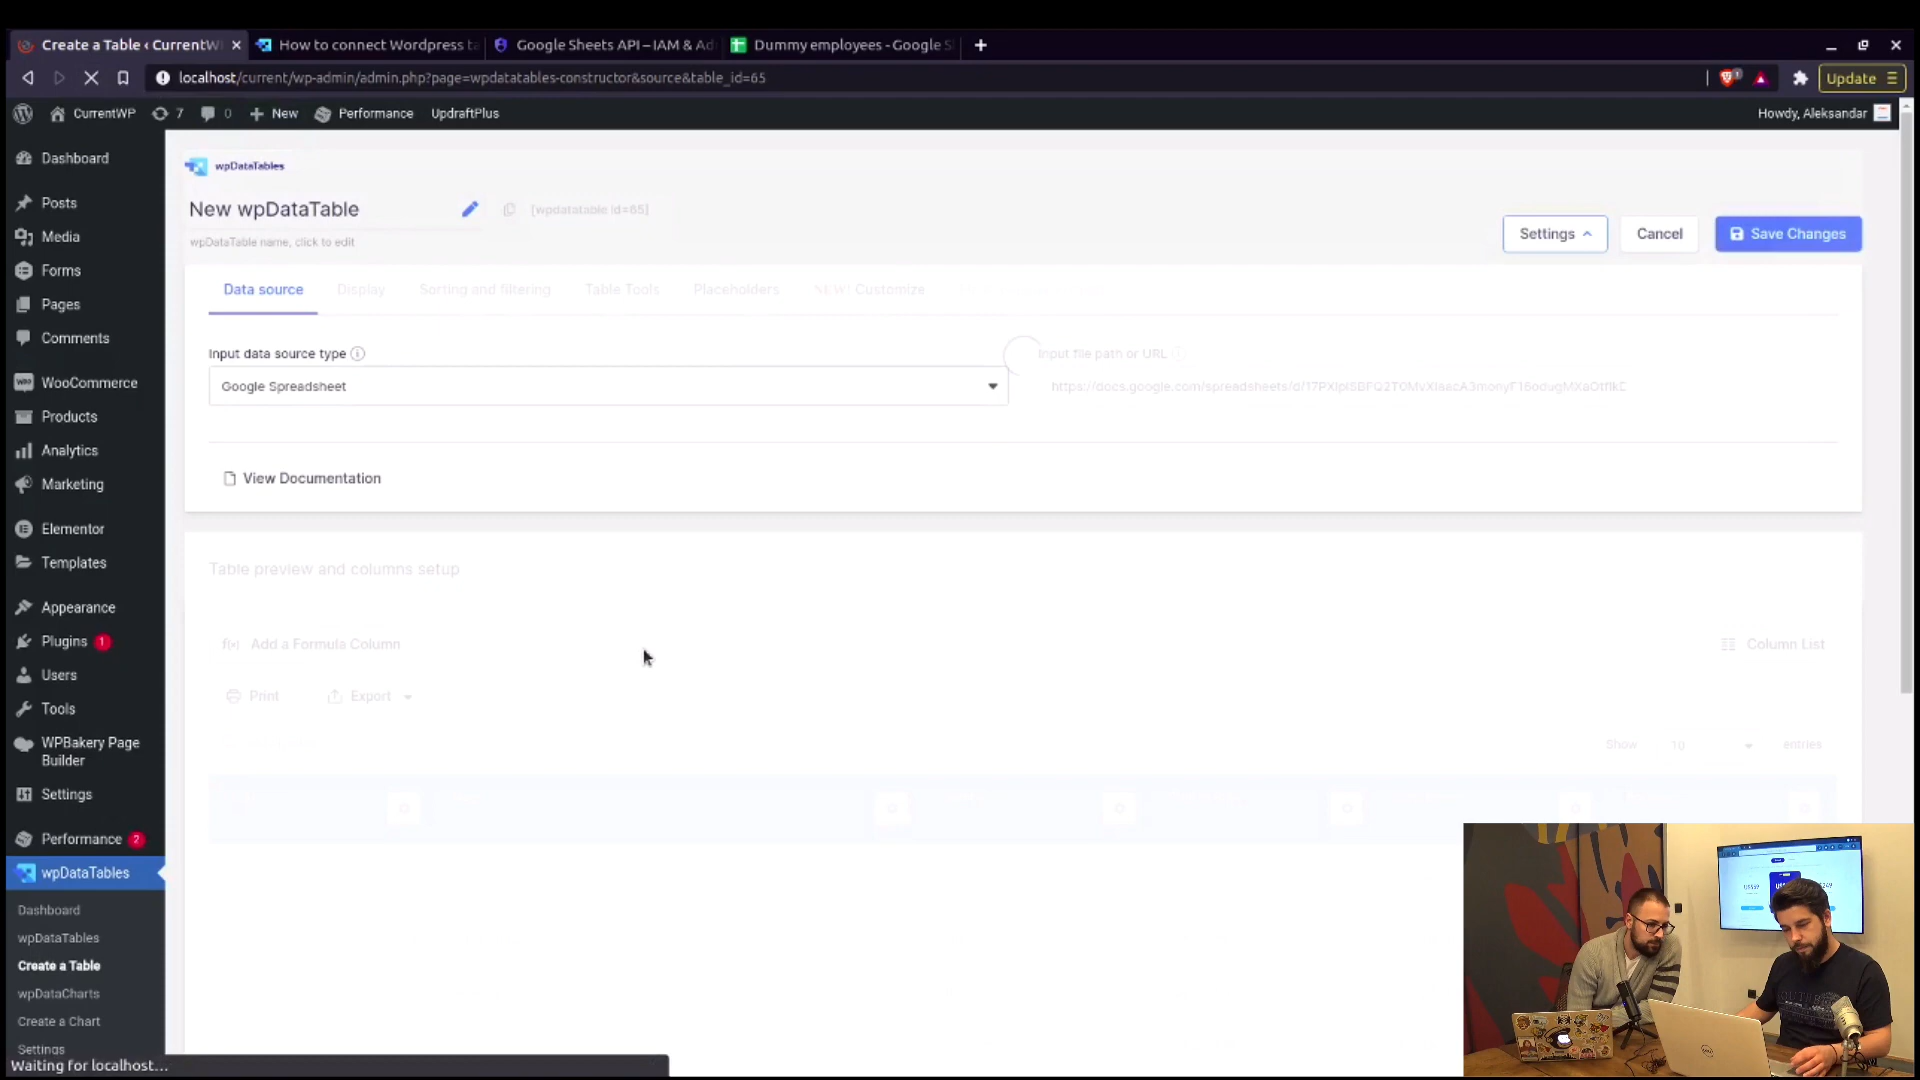 Create a Table ‹ CurrentW
How to connect Wordpress ta
Google Sheets API – IAM & Ad
Dummy employees - Google S
localhost/current/wp-admin/admin.php?page=wpdatatables-constructor&source&table_id=65
Update
CurrentWP
7
0
New
Performance
UpdraftPlus
Howdy, Aleksandar
Dashboard
Posts
Media
Forms
Pages
Comments
WooCommerce
Products
Analytics
Marketing
Elementor
Templates
Appearance
Plugins 1
Users
Tools
WPBakery Page
Builder
Settings
Performance 2
wpDataTables
Dashboard
wpDataTables
Create a Table
wpDataCharts
Create a Chart
Settings
Waiting for localhost...
wpDataTables
New wpDataTable
[wpdatatable id=65]
wpDataTable name, click to edit
Settings
Cancel
Save Changes
Data source
Display
Sorting and filtering
Table Tools
Placeholders
NEW! Customize
Input data source type
Google Spreadsheet
Input file path or URL
View Documentation
Table preview and columns setup
f(x) Add a Formula Column
Column List
Print
Export
Show
10
entries